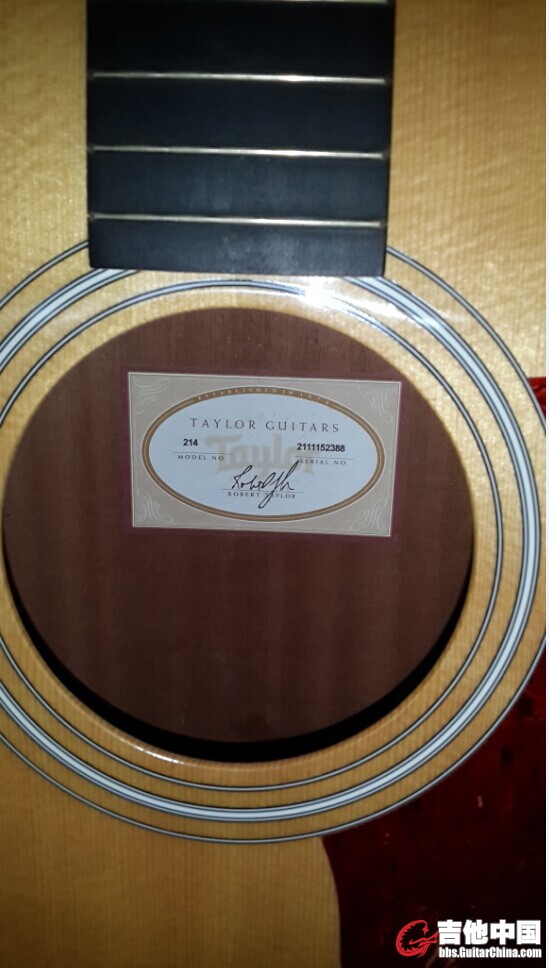 ESTABLISHED IN 1974
TAYLOR GUITARS
Taylor
214
2111152388
MODEL NO
SERIAL NO
ROBERT TAYLOR
吉他中国
bbs.GuitarChina.com